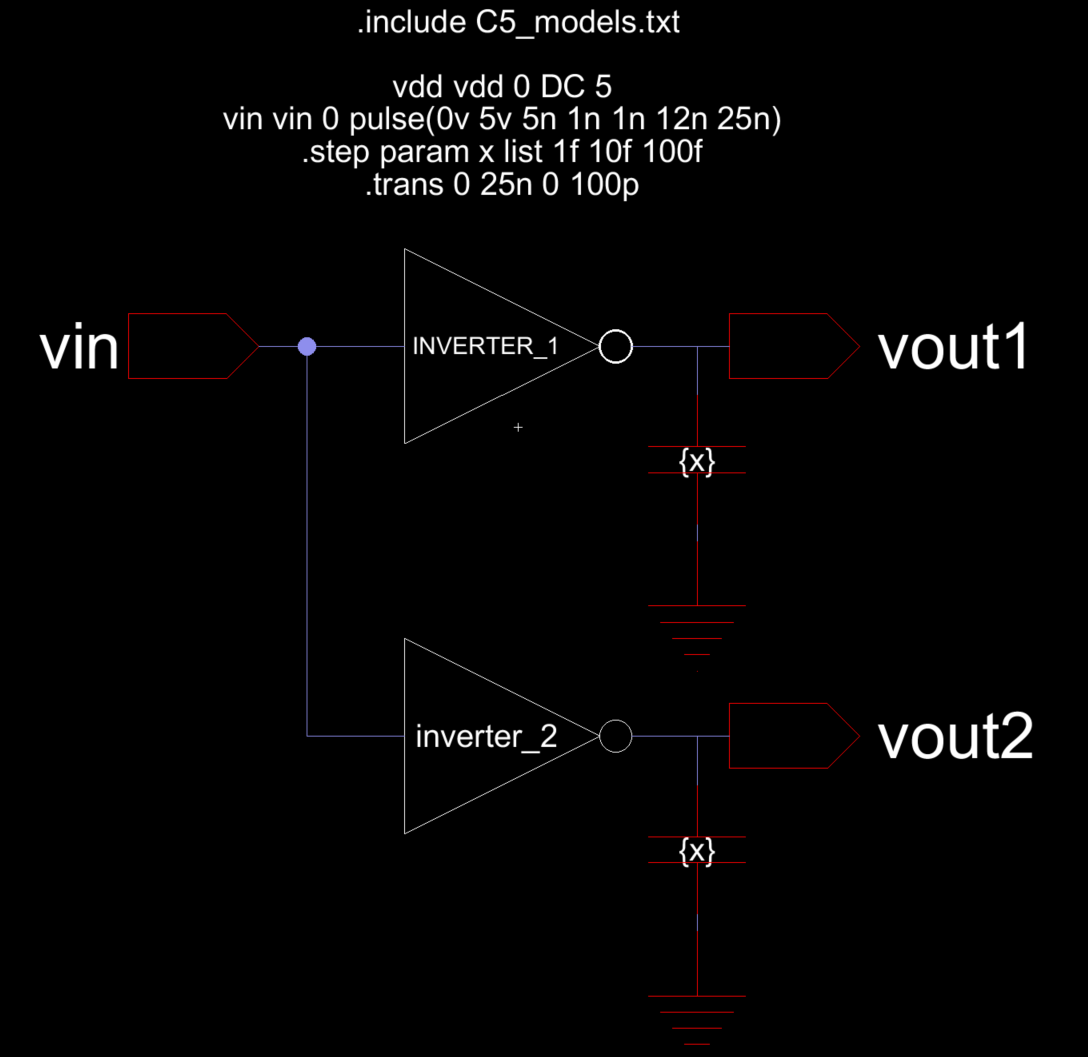 .include C5_models.txt
vdd vdd 0 DC 5
vin vin 0 pulse(0v 5v 5n 1n 1n 12n 25n)
.step param x list 1f 10f 100f
.trans 0 25n 0 100p
vin
INVERTER_1
vout1
{x}
inverter_2
vout2
{x}